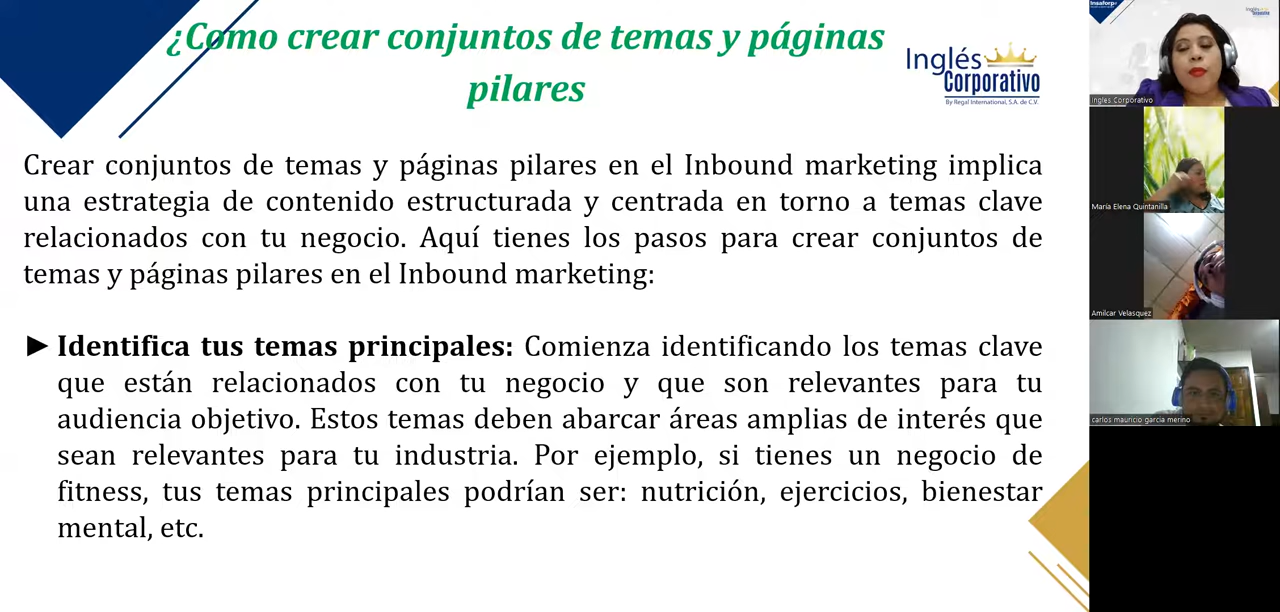 ¿Como crear conjuntos de temas y páginas
pilares
Inglés
Corporativo
By Regal International, S.A. de C.V.
Crear conjuntos de temas y páginas pilares en el Inbound marketing implica
una estrategia de contenido estructurada y centrada en torno a temas clave
relacionados con tu negocio. Aquí tienes los pasos para crear conjuntos de
temas y páginas pilares en el Inbound marketing:
► Identifica tus temas principales: Comienza identificando los temas clave
que están relacionados con tu negocio y que son relevantes para tu
audiencia objetivo. Estos temas deben abarcar áreas amplias de interés que
sean relevantes para tu industria. Por ejemplo, si tienes un negocio de
fitness, tus temas principales podrían ser: nutrición, ejercicios, bienestar
mental, etc.
Insaforp
Inglés
Corporativo
Ingles Corporativo
María Elena Quintanilla
Amilcar Velasquez
carlos mauricio garcia merino